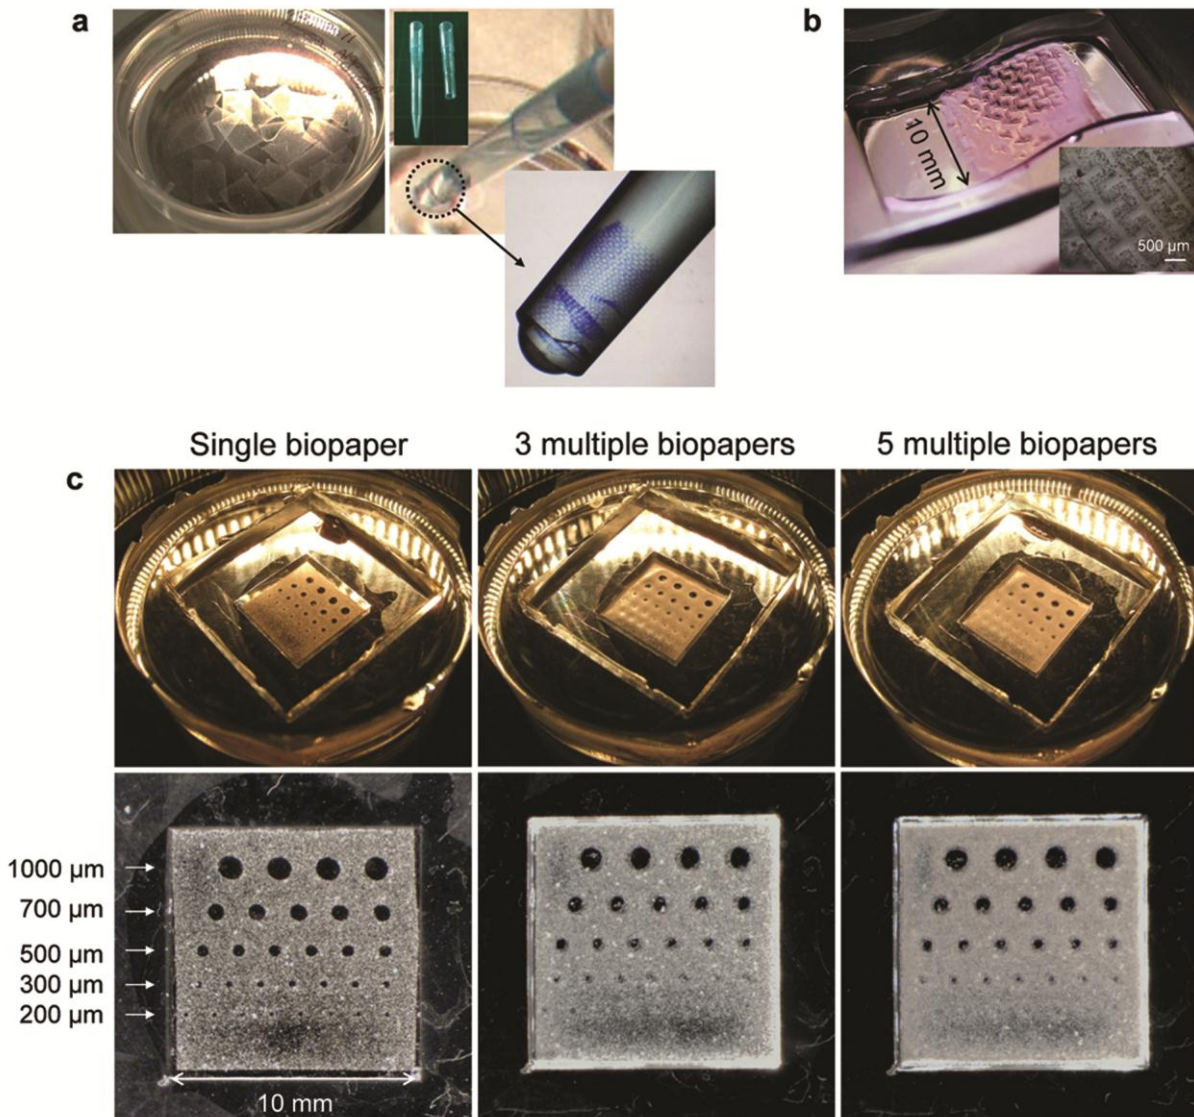 a
b
10 mm
500 µm
Single biopaper
3 multiple biopapers
5 multiple biopapers
c
1000 µm
700 µm
500 µm
300 µm
200 µm
10 mm